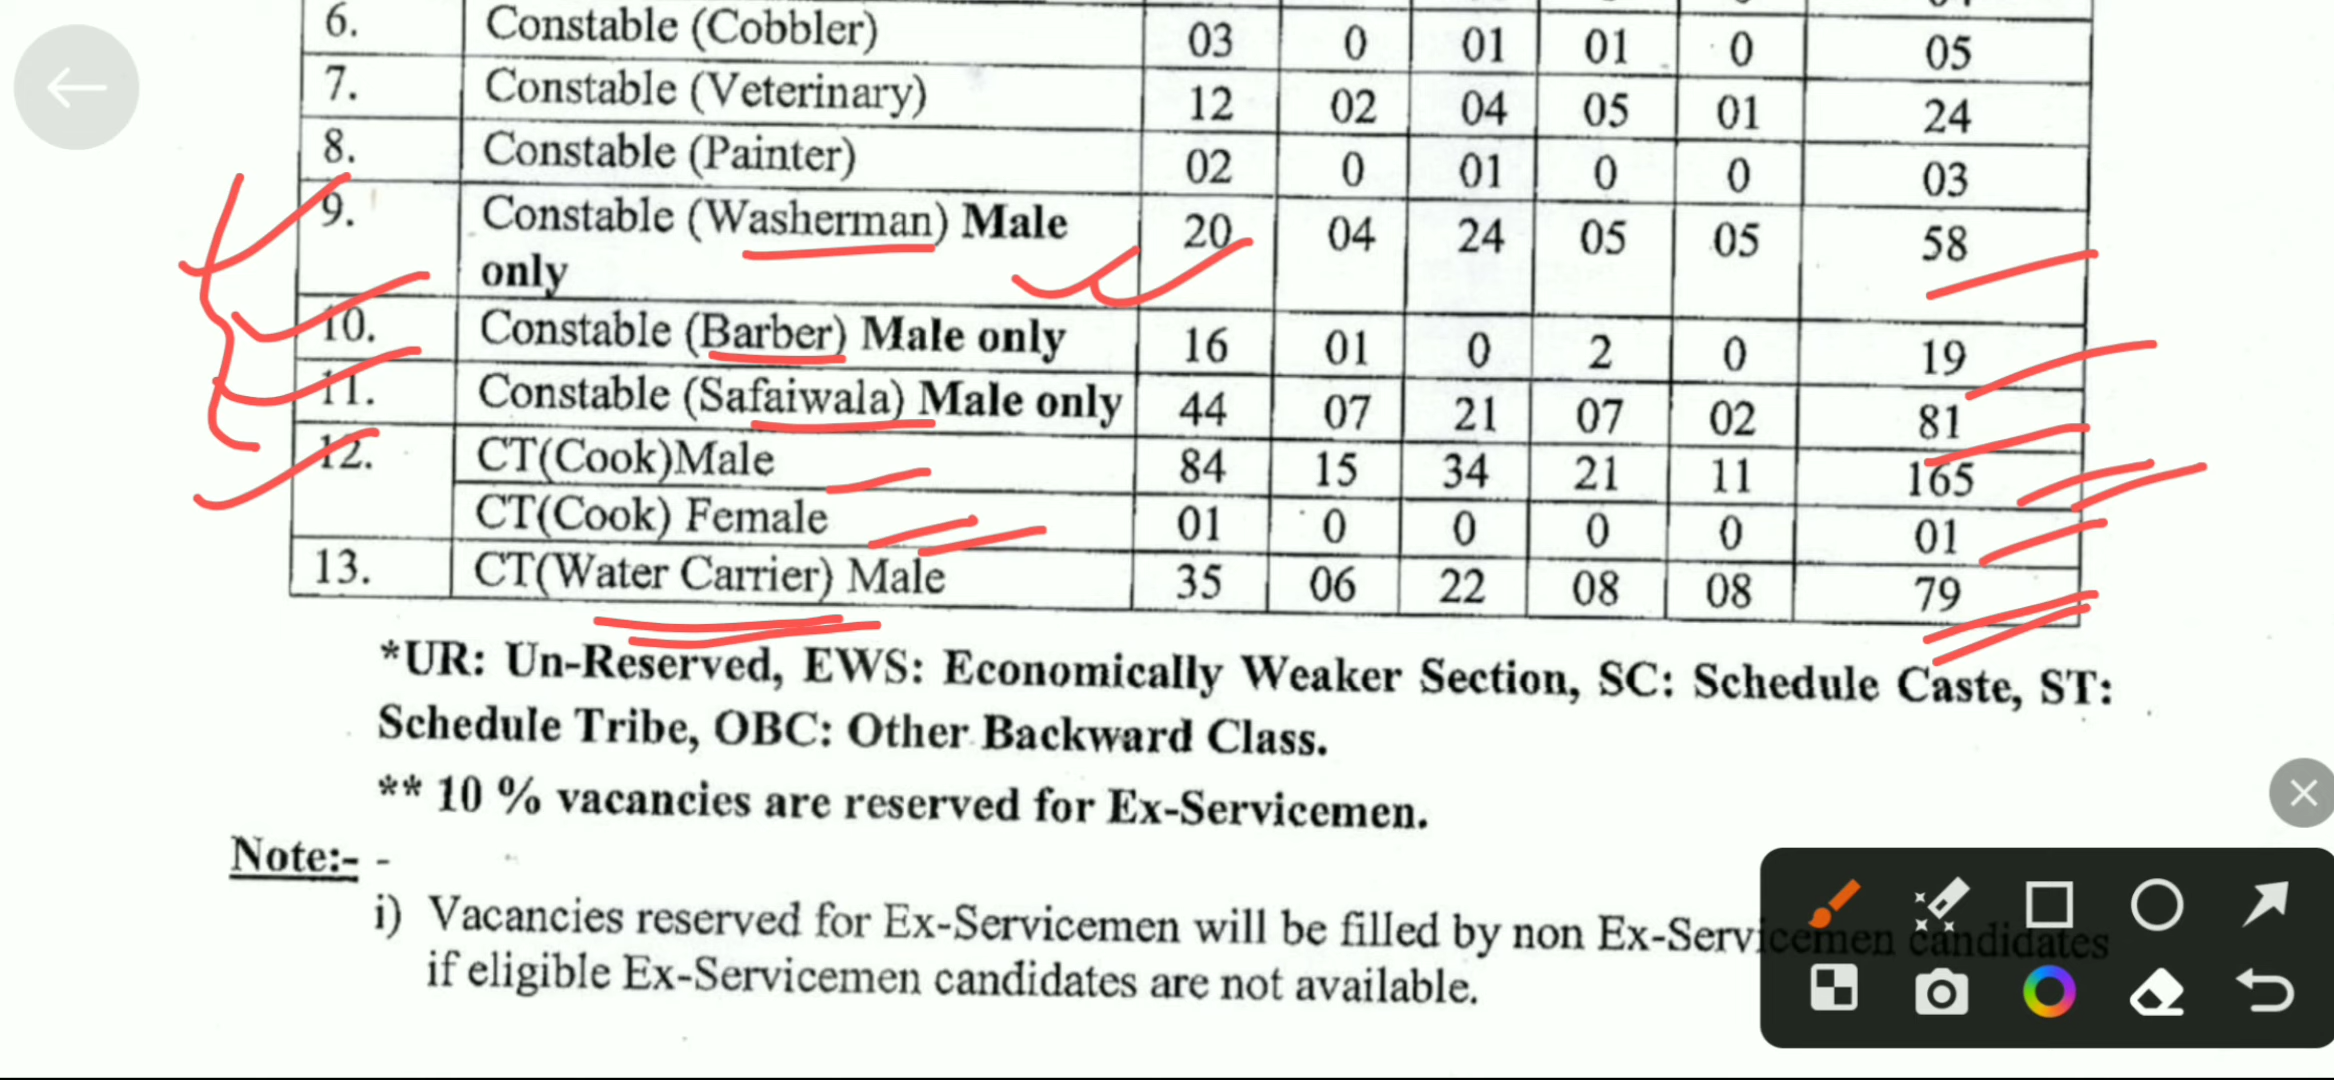 6. Constable (Cobbler) 03 0 01 01 0 05
7. Constable (Veterinary) 12 02 04 05 01 24
8. Constable (Painter) 02 0 01 0 0 03
9. Constable (Washerman) Male only 20 04 24 05 05 58
10. Constable (Barber) Male only 16 01 0 2 0 19
11. Constable (Safaiwala) Male only 44 07 21 07 02 81
12. CT(Cook)Male 84 15 34 21 11 165
CT(Cook) Female 01 0 0 0 0 01
13. CT(Water Carrier) Male 35 06 22 08 08 79
*UR: Un-Reserved, EWS: Economically Weaker Section, SC: Schedule Caste, ST:
Schedule Tribe, OBC: Other Backward Class.
** 10 % vacancies are reserved for Ex-Servicemen.
Note:- -
i) Vacancies reserved for Ex-Servicemen will be filled by non Ex-Servicemen candidates
if eligible Ex-Servicemen candidates are not available.